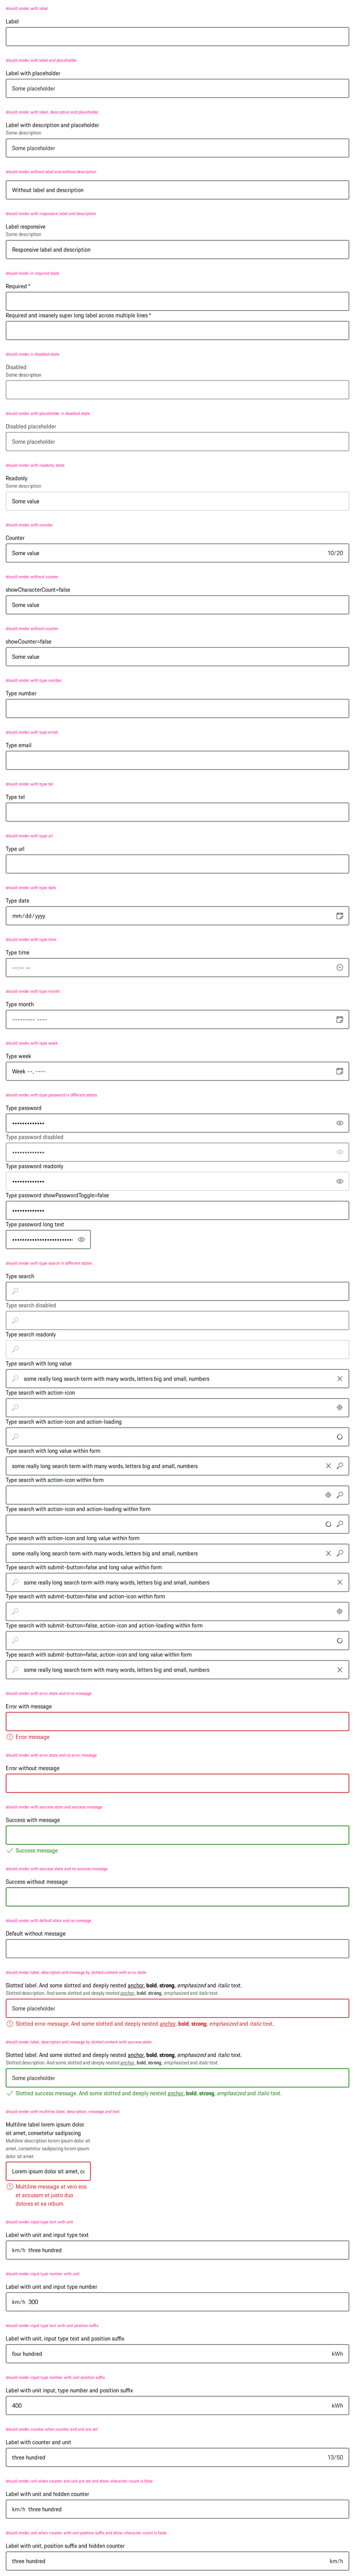 should render with label
Label
should render with label and placeholder
Label with placeholder
Some placeholder
should render with label, description and placeholder
Label with description and placeholder
Some description
Some placeholder
should render without label and without description
Without label and description
should render with responsive label and description
Label responsive
Some description
Responsive label and description
should render in required state
Required *
Required and insanely super long label across multiple lines *
should render in disabled state
Disabled
Some description
should render with placeholder in disabled state
Disabled placeholder
Some placeholder
should render with readonly state
Readonly
Some description
Some value
should render with counter
Counter
Some value 10/20
should render without counter
showCharacterCount=false
Some value
should render without counter
showCounter=false
Some value
should render with type number
Type number
should render with type email
Type email
should render with type tel
Type tel
should render with type url
Type url
should render with type date
Type date
mm/dd/yyyy
should render with type time
Type time
--:-- --
should render with type month
Type month
--------- ----
should render with type week
Type week
Week --, ----
should render with type password in different states
Type password
•••••••••••••
Type password disabled
•••••••••••••
Type password readonly
•••••••••••••
Type password showPasswordToggle=false
•••••••••••••
Type password long text
should render with type search in different states
Type search
Type search disabled
Type search readonly
Type search with long value
some really long search term with many words, letters big and small, numbers
Type search with action-icon
Type search with action-icon and action-loading
Type search with long value within form
some really long search term with many words, letters big and small, numbers
Type search with action-icon within form
Type search with action-icon and action-loading within form
Type search with action-icon and long value within form
some really long search term with many words, letters big and small, numbers
Type search with submit-button=false and long value within form
some really long search term with many words, letters big and small, numbers
Type search with submit-button=false and action-icon within form
Type search with submit-button=false, action-icon and action-loading within form
Type search with submit-button=false, action-icon and long value within form
some really long search term with many words, letters big and small, numbers
should render with error state and error message
Error with message
Error message
should render with error state and no error message
Error without message
should render with success state and success message
Success with message
Success message
should render with success state and no success message
Success without message
should render with default state and no message
Default without message
should render label, description and message by slotted content with error state
Slotted label. And some slotted and deeply nested anchor, bold, strong, emphasized and italic text.
Slotted description. And some slotted and deeply nested anchor, bold, strong, emphasized and italic text.
Some placeholder
Slotted error message. And some slotted and deeply nested anchor, bold, strong, emphasized and italic text.
should render label, description and message by slotted content with success state
Slotted label. And some slotted and deeply nested anchor, bold, strong, emphasized and italic text.
Slotted description. And some slotted and deeply nested anchor, bold, strong, emphasized and italic text.
Some placeholder
Slotted success message. And some slotted and deeply nested anchor, bold, strong, emphasized and italic text.
should render with multiline label, description, message and text
Multiline label lorem ipsum dolor
sit amet, consetetur sadipscing
Multiline description lorem ipsum dolor sit
amet, consetetur sadipscing lorem ipsum
dolor sit amet
Lorem ipsum dolor sit amet, co
Multiline message at vero eos
et accusam et justo duo
dolores et ea rebum.
should render input type text with unit
Label with unit and input type text
km/h three hundred
should render input type number with unit
Label with unit and input type number
km/h 300
should render input type text with unit position suffix
Label with unit, input type text and position suffix
four hundred kWh
should render input type number with unit position suffix
Label with unit input, type number and position suffix
400 kWh
should render counter when counter and unit are set
Label with counter and unit
three hundred 13/50
should render unit when counter and unit are set and show-character-count is false
Label with unit and hidden counter
km/h three hundred
should render unit when counter with unit position suffix and show-character-count is false
Label with unit, position suffix and hidden counter
three hundred km/h